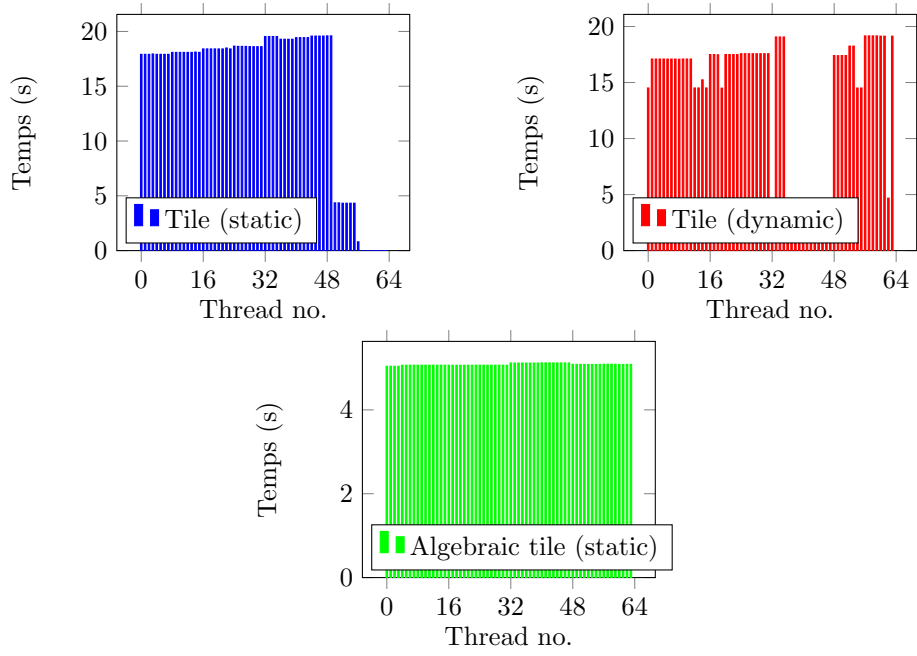 20
15
10
5
0
Temps (s)
Tile (static)
0 16 32 48 64
Thread no.
20
15
10
5
0
Temps (s)
Tile (dynamic)
0 16 32 48 64
Thread no.
4
2
0
Temps (s)
Algebraic tile (static)
0 16 32 48 64
Thread no.